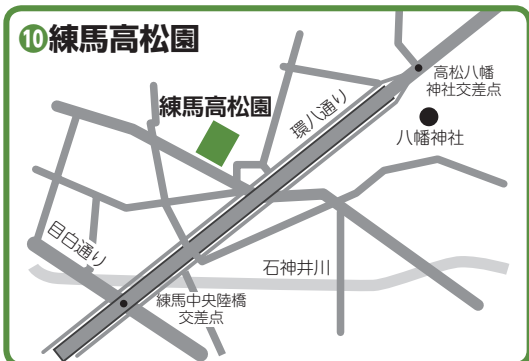 ⑩練馬高松園
高松八幡
神社交差点
環八通り
練馬高松園
八幡神社
目白通り
石神井川
練馬中央陸橋
交差点